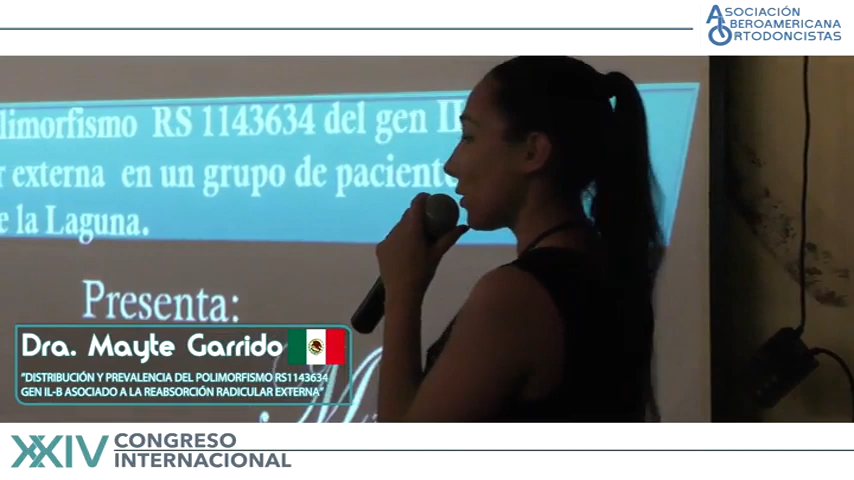 ASOCIACIÓN
IBEROAMERICANA
ORTODONCISTAS
limorfismo RS 1143634 del gen
r externa en un grupo de pacient
e la Laguna.
Presenta:
Dra. Mayte Garrido
"DISTRIBUCIÓN Y PREVALENCIA DEL POLIMORFISMO RS1143634
GEN IL-B ASOCIADO A LA REABSORCIÓN RADICULAR EXTERNA"
XXIV CONGRESO
INTERNACIONAL